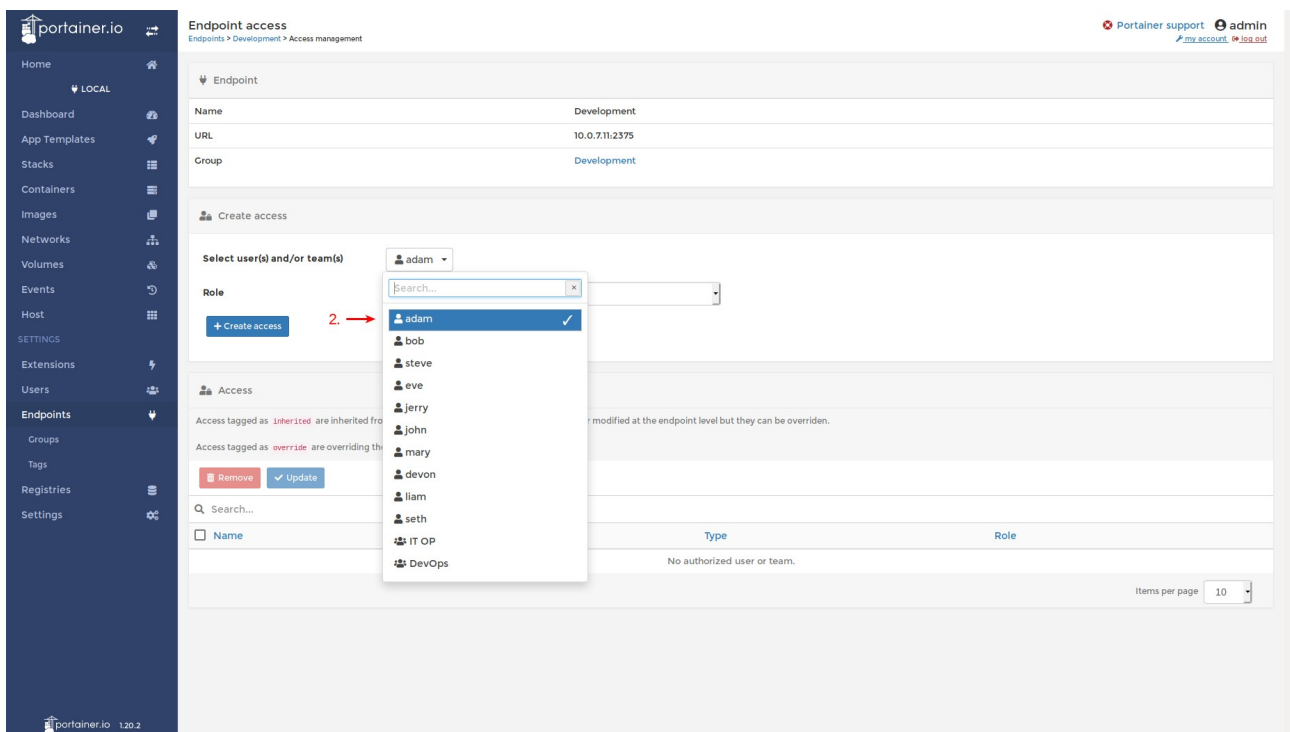 portainer.io
Endpoint access
Endpoints > Development > Access management
Portainer support admin
my account log out
Home
LOCAL
Dashboard
App Templates
Stacks
Containers
Images
Networks
Volumes
Events
Host
SETTINGS
Extensions
Users
Endpoints
Groups
Tags
Registries
Settings
portainer.io 1.20.2
Endpoint
Name Development
URL 10.0.7.11:2375
Group Development
Create access
Select user(s) and/or team(s) adam
Role
+ Create access
2.
Search...
adam
bob
steve
eve
jerry
john
mary
devon
liam
seth
IT OP
DevOps
Access
Access tagged as inherited are inherited fro modified at the endpoint level but they can be overriden.
Access tagged as override are overriding th
Remove Update
Search...
Name Type Role
No authorized user or team.
Items per page 10